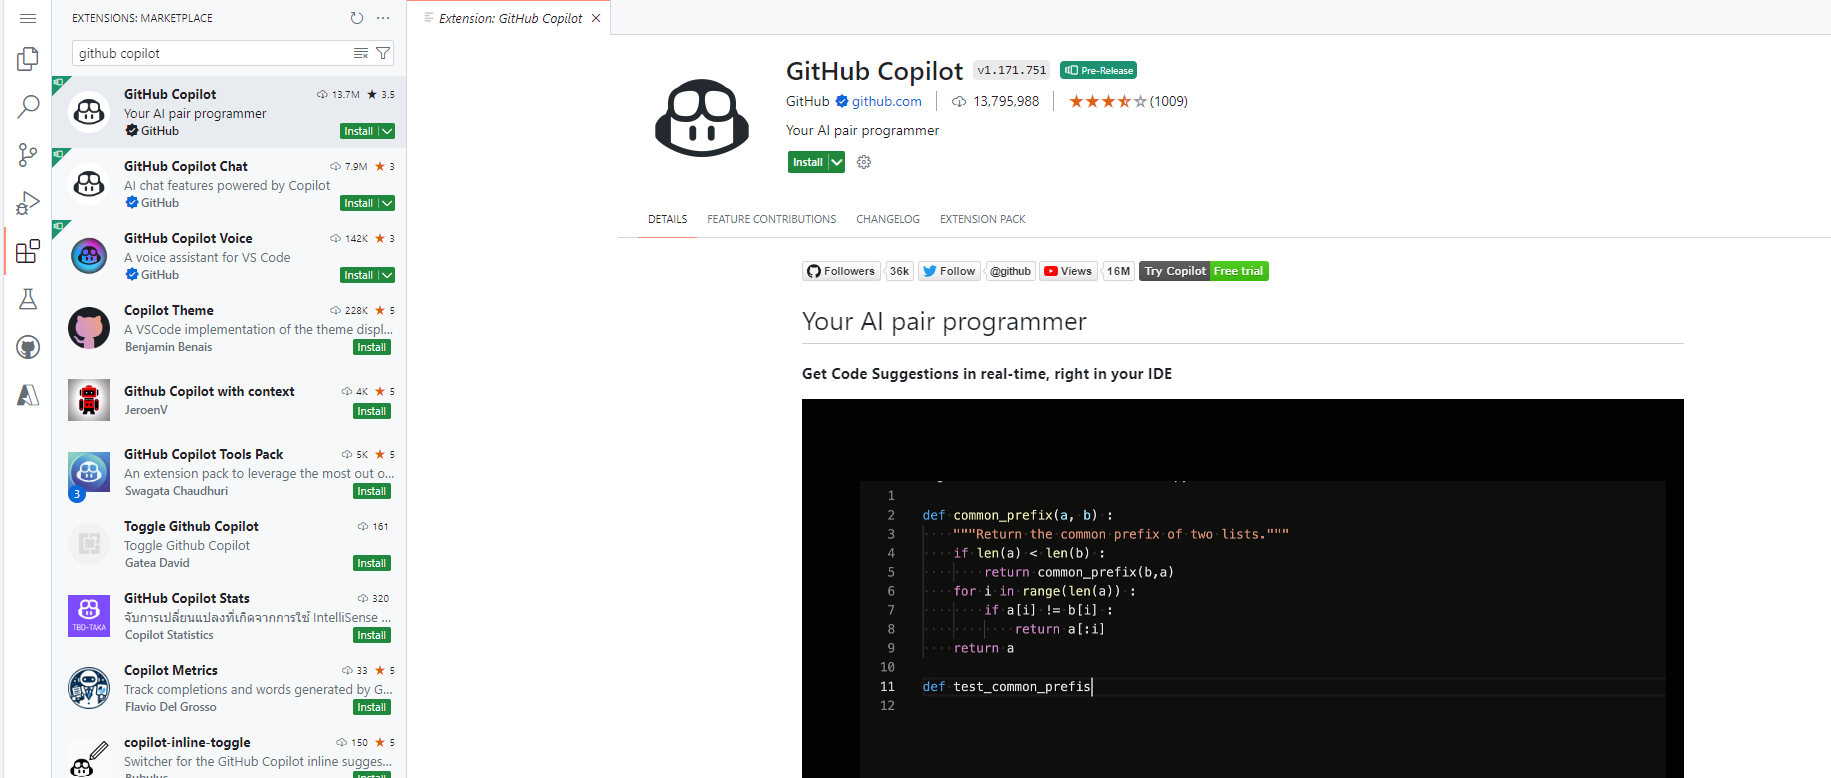 EXTENSIONS: MARKETPLACE
github copilot
GitHub Copilot 13.7M 3.5
Your AI pair programmer
GitHub Install
GitHub Copilot Chat 7.9M 3
AI chat features powered by Copilot
GitHub Install
GitHub Copilot Voice 142K 3
A voice assistant for VS Code
GitHub Install
Copilot Theme 228K 5
A VSCode implementation of the theme displ...
Benjamin Benais Install
Github Copilot with context 4K 5
JeroenV Install
GitHub Copilot Tools Pack 5K 5
An extension pack to leverage the most out o...
3 Swagata Chaudhuri Install
Toggle Github Copilot 161
Toggle Github Copilot
Gatea David Install
GitHub Copilot Stats 320
จับการเปลี่ยนแปลงที่เกิดจากการใช้ IntelliSense ...
TBD-TAKA Copilot Statistics Install
Copilot Metrics 33 5
Track completions and words generated by G...
Flavio Del Grosso Install
copilot-inline-toggle 150 5
Switcher for the GitHub Copilot inline sugges...
Extension: GitHub Copilot
GitHub Copilot v1.171.751 Pre-Release
GitHub github.com 13,795,988 (1009)
Your AI pair programmer
Install
DETAILS FEATURE CONTRIBUTIONS CHANGELOG EXTENSION PACK
Followers 36k Follow @github Views 16M Try Copilot Free trial
Your AI pair programmer
Get Code Suggestions in real-time, right in your IDE
1
2 def common_prefix(a, b) :
3 """Return the common prefix of two lists."""
4 if len(a) < len(b) :
5 return common_prefix(b,a)
6 for i in range(len(a)) :
7 if a[i] != b[i] :
8 return a[:i]
9 return a
10
11 def test_common_prefis
12